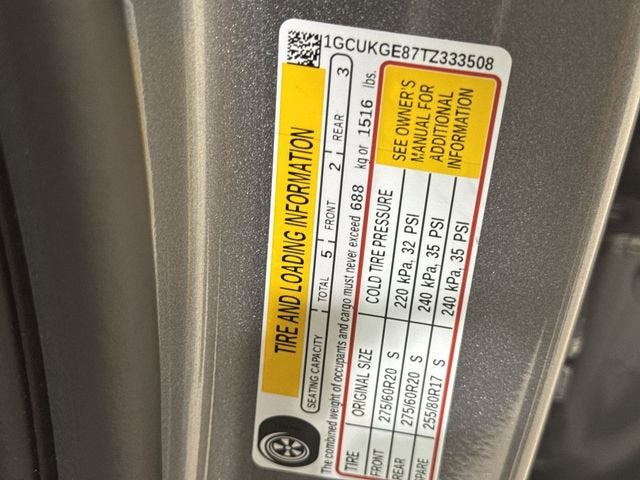 1GCUKGE87TZ333508
TIRE AND LOADING INFORMATION
SEATING CAPACITY TOTAL 5 FRONT 2 REAR 3
The combined weight of occupants and cargo must never exceed 688 kg or 1516 lbs.
TIRE ORIGINAL SIZE COLD TIRE PRESSURE
FRONT 275/60R20 S 220 kPa, 32 PSI
REAR 275/60R20 S 240 kPa, 35 PSI
SPARE 255/80R17 S 240 kPa, 35 PSI
SEE OWNER'S
MANUAL FOR
ADDITIONAL
INFORMATION